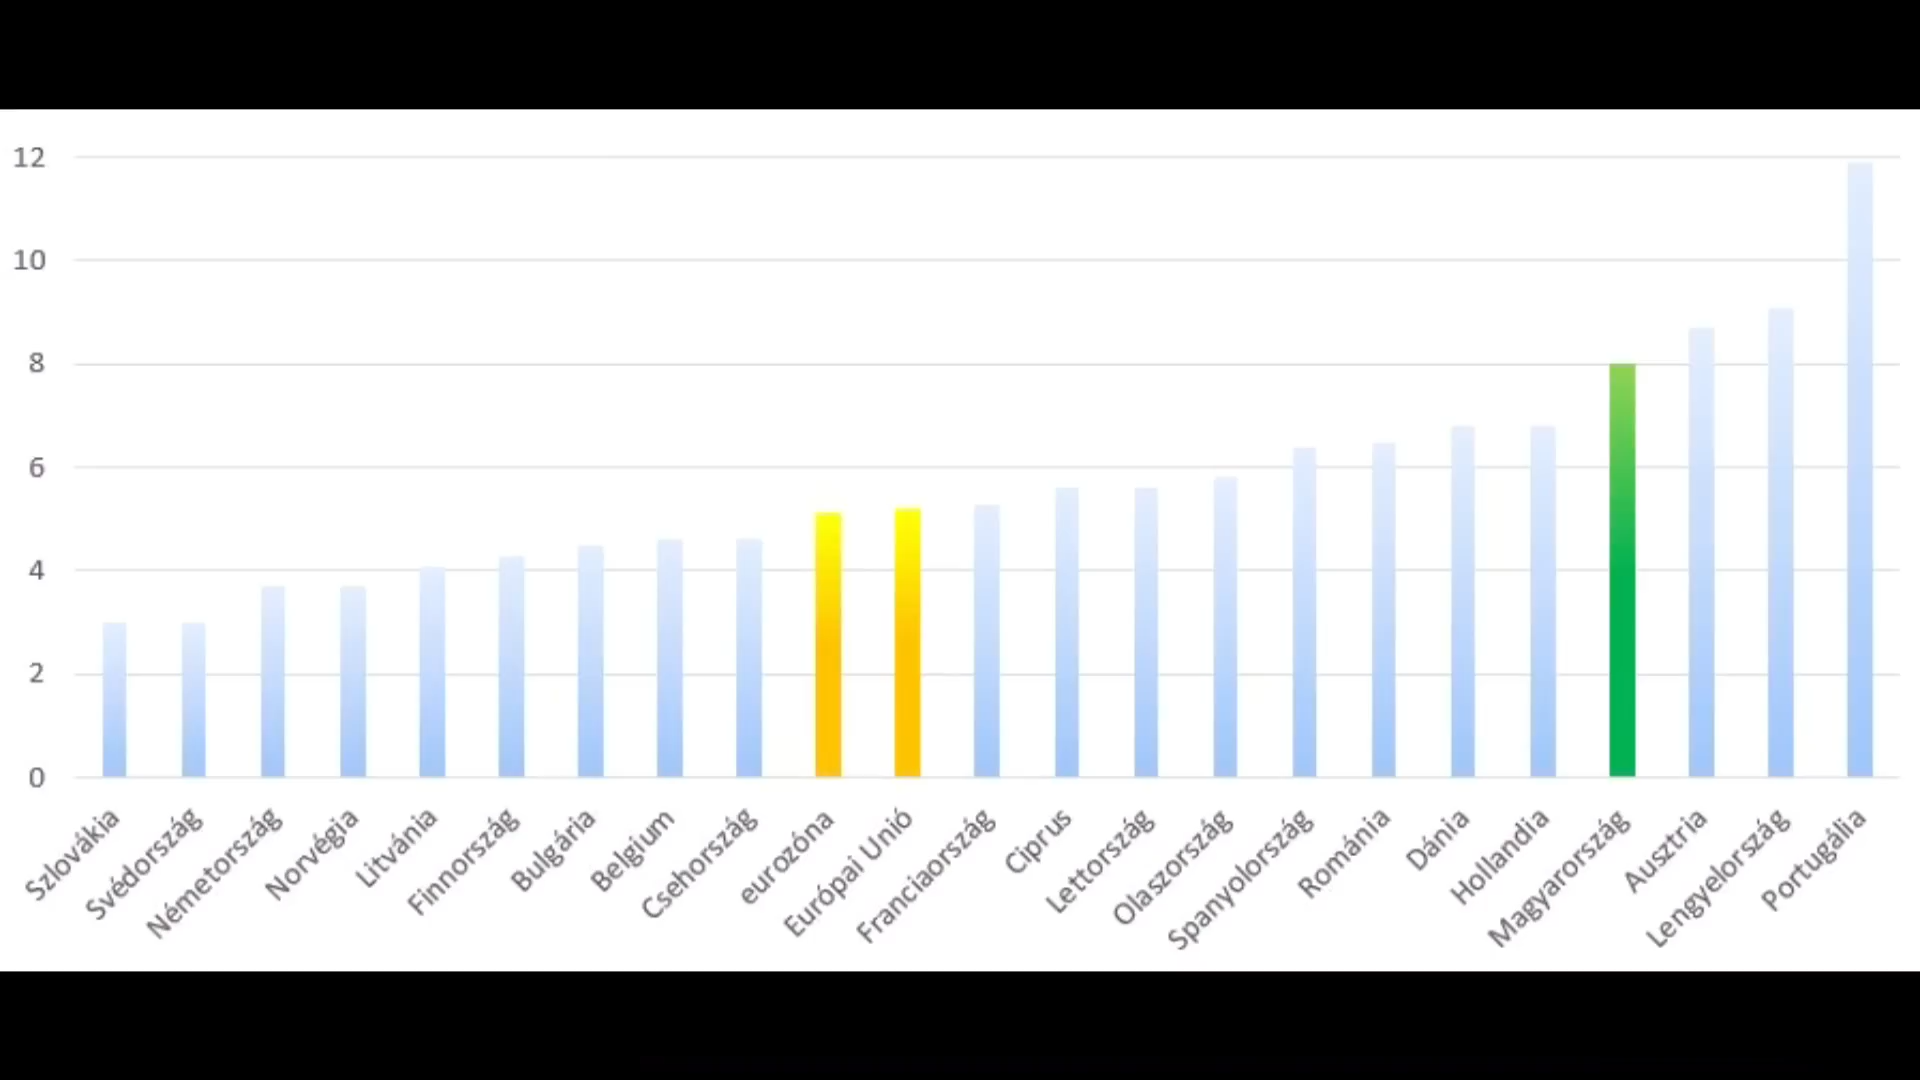 12
10
8
6
4
2
0
Szlovákia
Svédország
Németország
Norvégia
Litvánia
Finnország
Bulgária
Belgium
Csehország
eurozóna
Európai Unió
Franciaország
Ciprus
Lettország
Olaszország
Spanyolország
Románia
Dánia
Hollandia
Magyarország
Ausztria
Lengyelország
Portugália